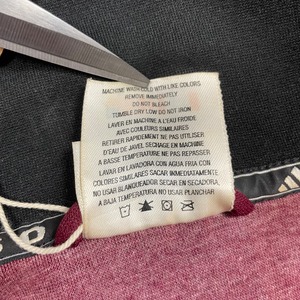 MACHINE WASH COLD WITH LIKE COLORS
REMOVE IMMEDIATELY
DO NOT BLEACH
TUMBLE DRY LOW DO NOT IRON
LAVER EN MACHINE A L'EAU FROIDE
AVEC COULEURS SIMILAIRES
RETIRER RAPIDEMENT NE PAS UTILISER
D'EAU DE JAVEL SECHAGE EN MACHINE
A BASSE TEMPERATURE NE PAS REPASSER
LAVAR EN LAVADORA CON AGUA FRIA CON
COLORES SIMILARES SACAR IMMEDIATAMENTE
NO USAR BLANQUEADOR SECAR EN SECADORA,
A BAJA TEMPERATURA NO USAR PLANCHA